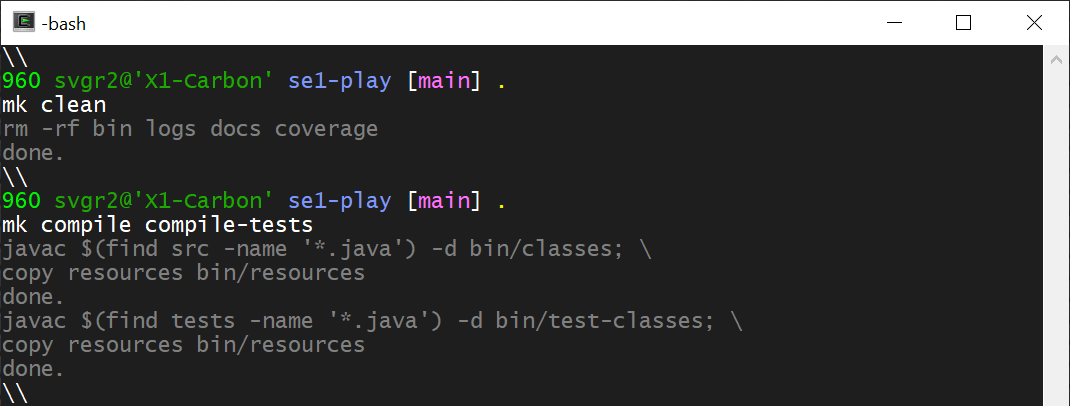 -bash
\\
960 svgr2@'X1-Carbon' se1-play [main] .
mk clean
rm -rf bin logs docs coverage
done.
\\
960 svgr2@'X1-Carbon' se1-play [main] .
mk compile compile-tests
javac $(find src -name '*.java') -d bin/classes; \
copy resources bin/resources
done.
javac $(find tests -name '*.java') -d bin/test-classes; \
copy resources bin/resources
done.
\\